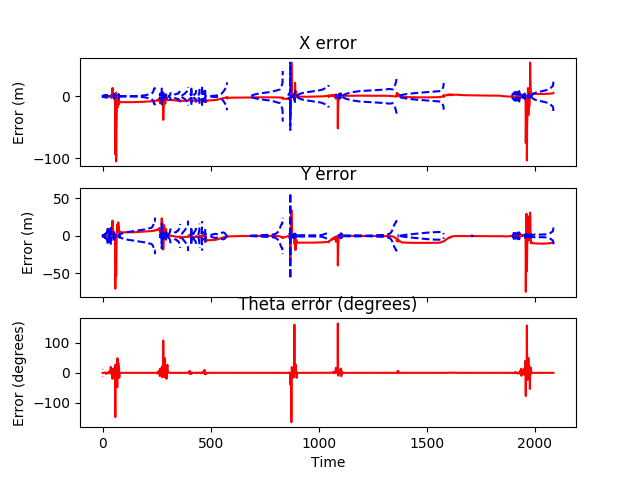 X error
0
−100
Error (m)
Y error
50
0
−50
Error (m)
Theta error (degrees)
100
0
−100
Error (degrees)
0 500 1000 1500 2000
Time